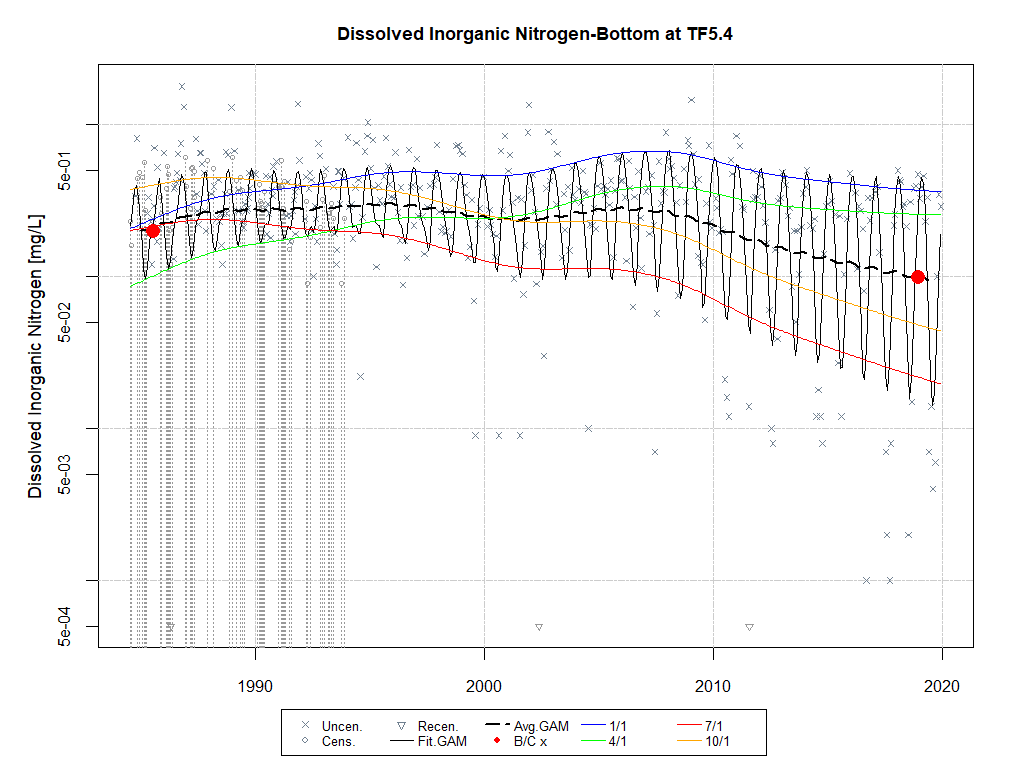 Dissolved Inorganic Nitrogen-Bottom at TF5.4
Dissolved Inorganic Nitrogen [mg/L]
5e-01
5e-02
5e-03
5e-04
1990 2000 2010 2020
Uncen. Recen. Avg.GAM 1/1 7/1
Cens. Fit.GAM B/C x 4/1 10/1